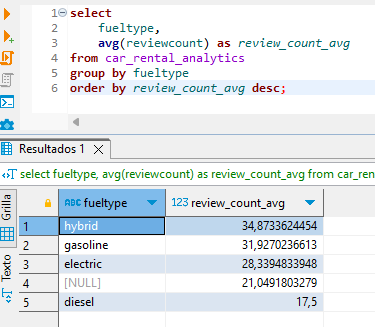 1 select
2 fueltype,
3 avg(reviewcount) as review_count_avg
4 from car_rental_analytics
5 group by fueltype
6 order by review_count_avg desc;
Resultados 1
select fueltype, avg(reviewcount) as review_count_avg from car_ren
Grilla
Texto
ABC fueltype 123 review_count_avg
1 hybrid 34,8733624454
2 gasoline 31,9270236613
3 electric 28,3394833948
4 [NULL] 21,0491803279
5 diesel 17,5